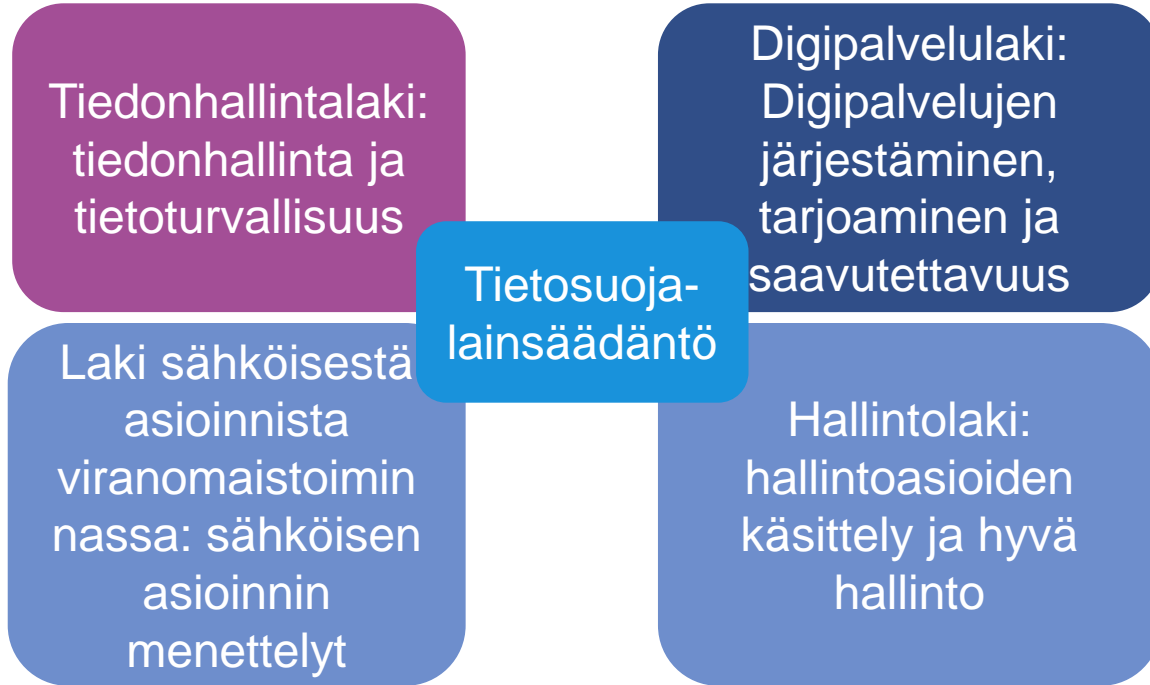 Tiedonhallintalaki:
tiedonhallinta ja
tietoturvallisuus
Digipalvelulaki:
Digipalvelujen
järjestäminen,
tarjoaminen ja
saavutettavuus
Tietosuoja-
lainsäädäntö
Laki sähköisestä
asioinnista
viranomaistoimin
nassa: sähköisen
asioinnin
menettelyt
Hallintolaki:
hallintoasioiden
käsittely ja hyvä
hallinto